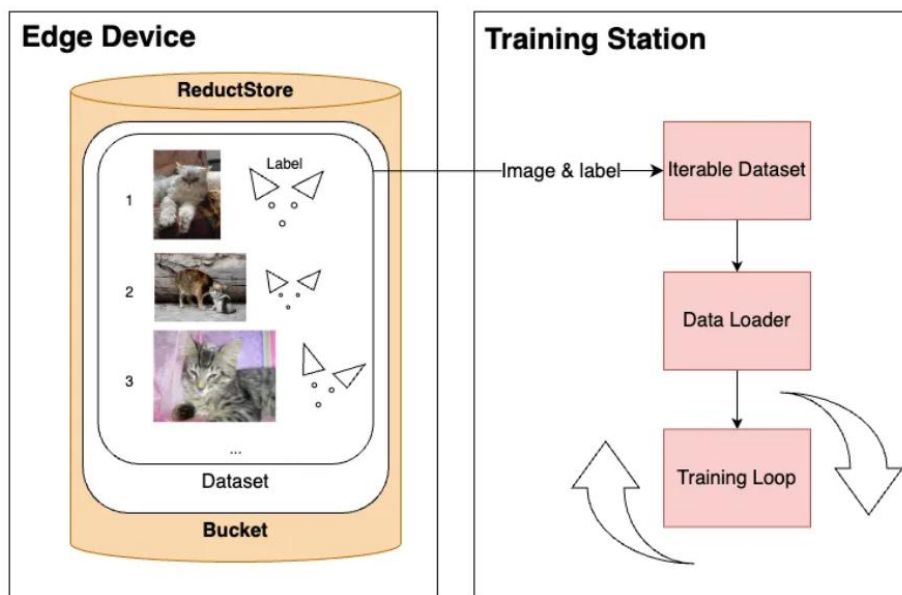 Edge Device
ReductStore
Label
1
2
3
...
Dataset
Bucket
Image & label
Training Station
Iterable Dataset
Data Loader
Training Loop